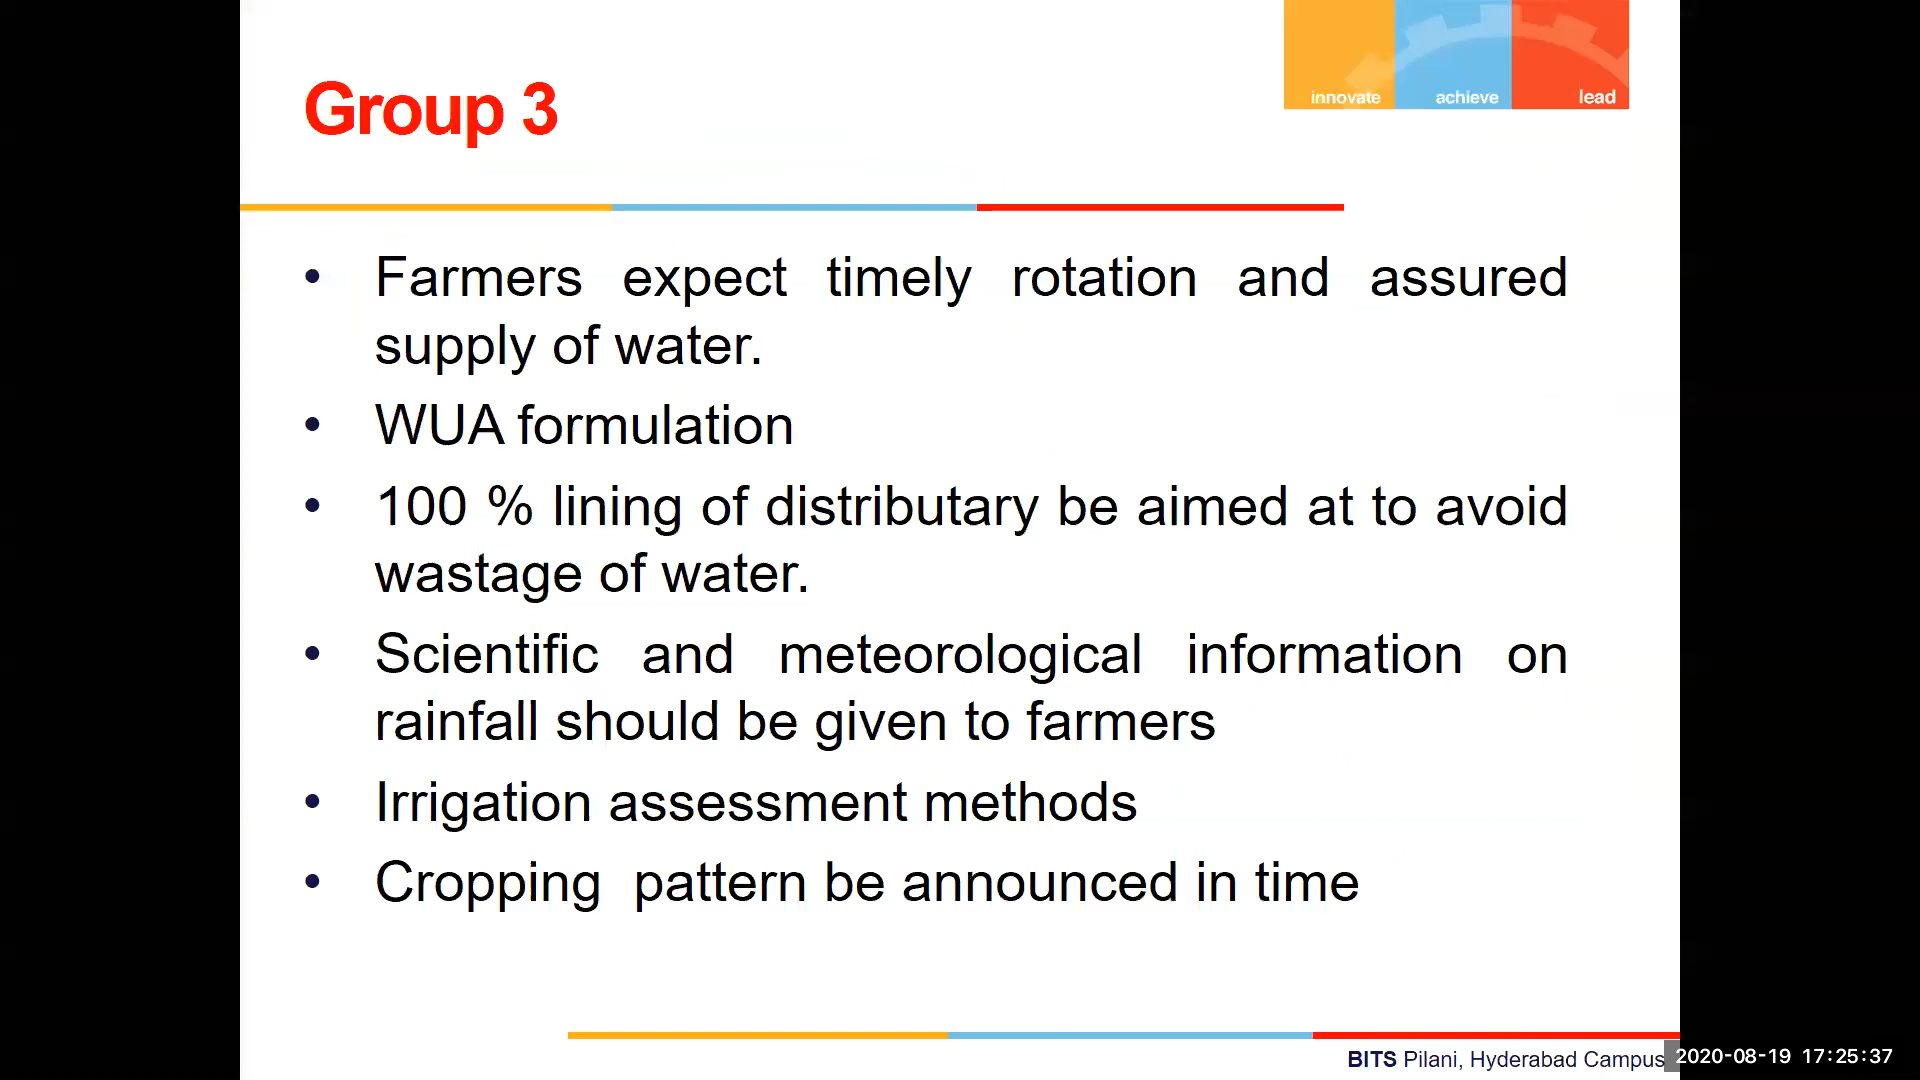 innovate achieve lead
Group 3
• Farmers expect timely rotation and assured
supply of water.
• WUA formulation
• 100 % lining of distributary be aimed at to avoid
wastage of water.
• Scientific and meteorological information on
rainfall should be given to farmers
• Irrigation assessment methods
• Cropping pattern be announced in time
BITS Pilani, Hyderabad Campus
2020-08-19 17:25:37